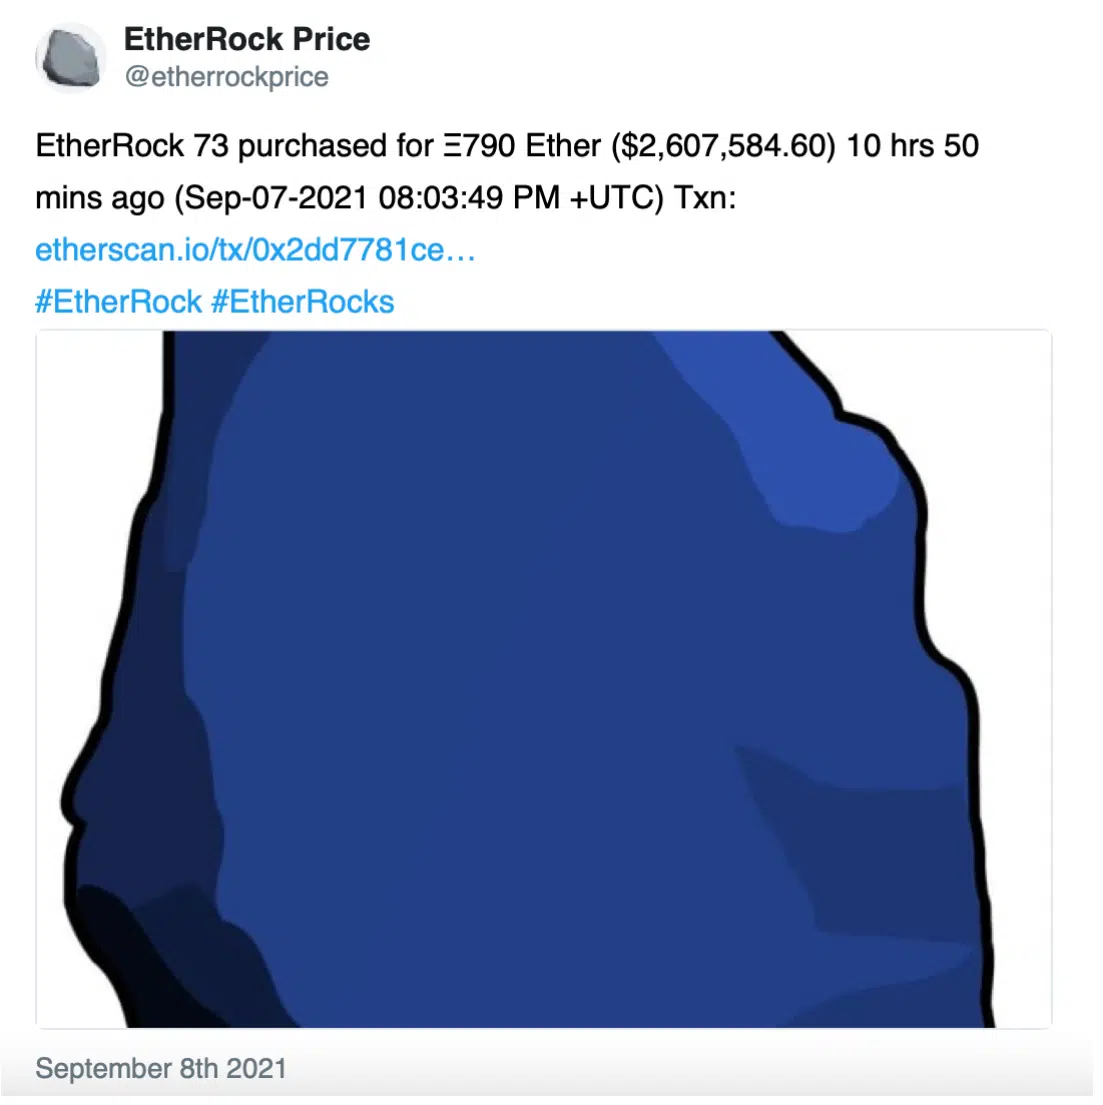 EtherRock Price
@etherrockprice
EtherRock 73 purchased for Ξ790 Ether ($2,607,584.60) 10 hrs 50
mins ago (Sep-07-2021 08:03:49 PM +UTC) Txn:
etherscan.io/tx/0x2dd7781ce…
#EtherRock #EtherRocks
September 8th 2021